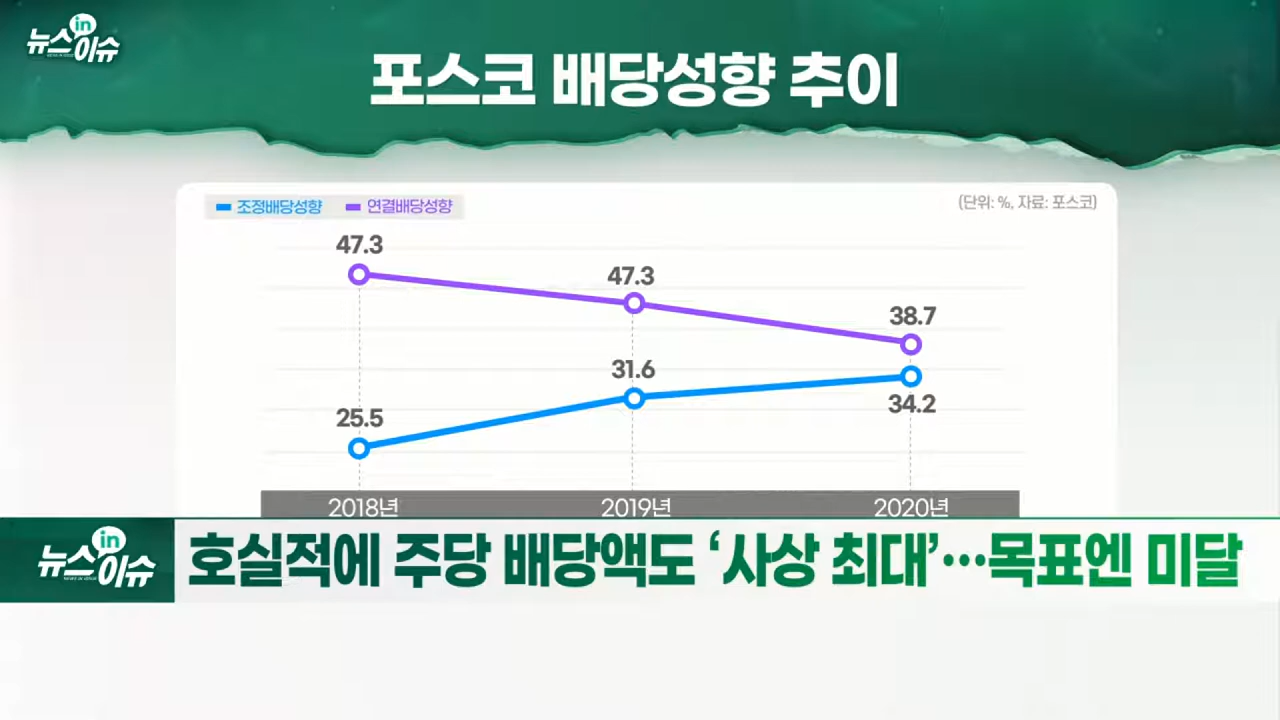 뉴스in이슈
포스코 배당성향 추이
조정배당성향 연결배당성향
(단위: %, 자료: 포스코)
47.3
47.3
38.7
31.6
34.2
25.5
2018년 2019년 2020년
뉴스in이슈
호실적에 주당 배당액도 ‘사상 최대’…목표엔 미달